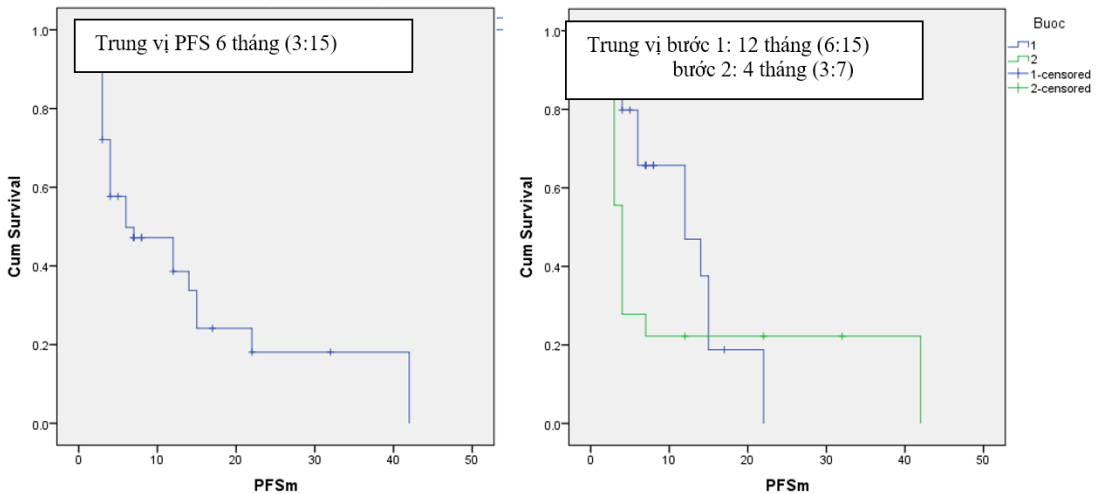 Trung vị PFS 6 tháng (3:15)
1.0
0.8
0.6
0.4
0.2
0.0
Cum Survival
0 10 20 30 40 50
PFSm
Trung vị bước 1: 12 tháng (6:15)
bước 2: 4 tháng (3:7)
1.0
0.8
0.6
0.4
0.2
0.0
Cum Survival
0 10 20 30 40 50
PFSm
Buoc
1
2
1-censored
2-censored